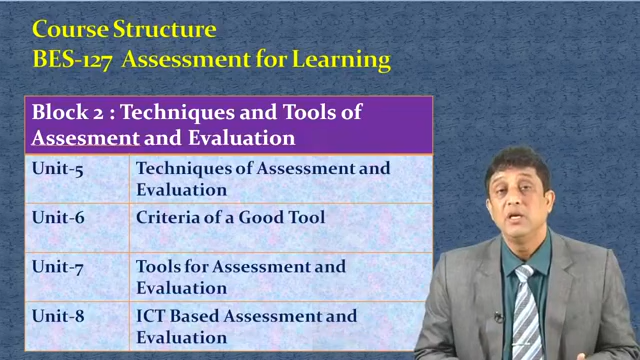 Course Structure
BES-127 Assessment for Learning
Block 2 : Techniques and Tools of
Assesment and Evaluation
Unit-5 Techniques of Assessment and
Evaluation
Unit-6 Criteria of a Good Tool
Unit-7 Tools for Assessment and
Evaluation
Unit-8 ICT Based Assessment and
Evaluation